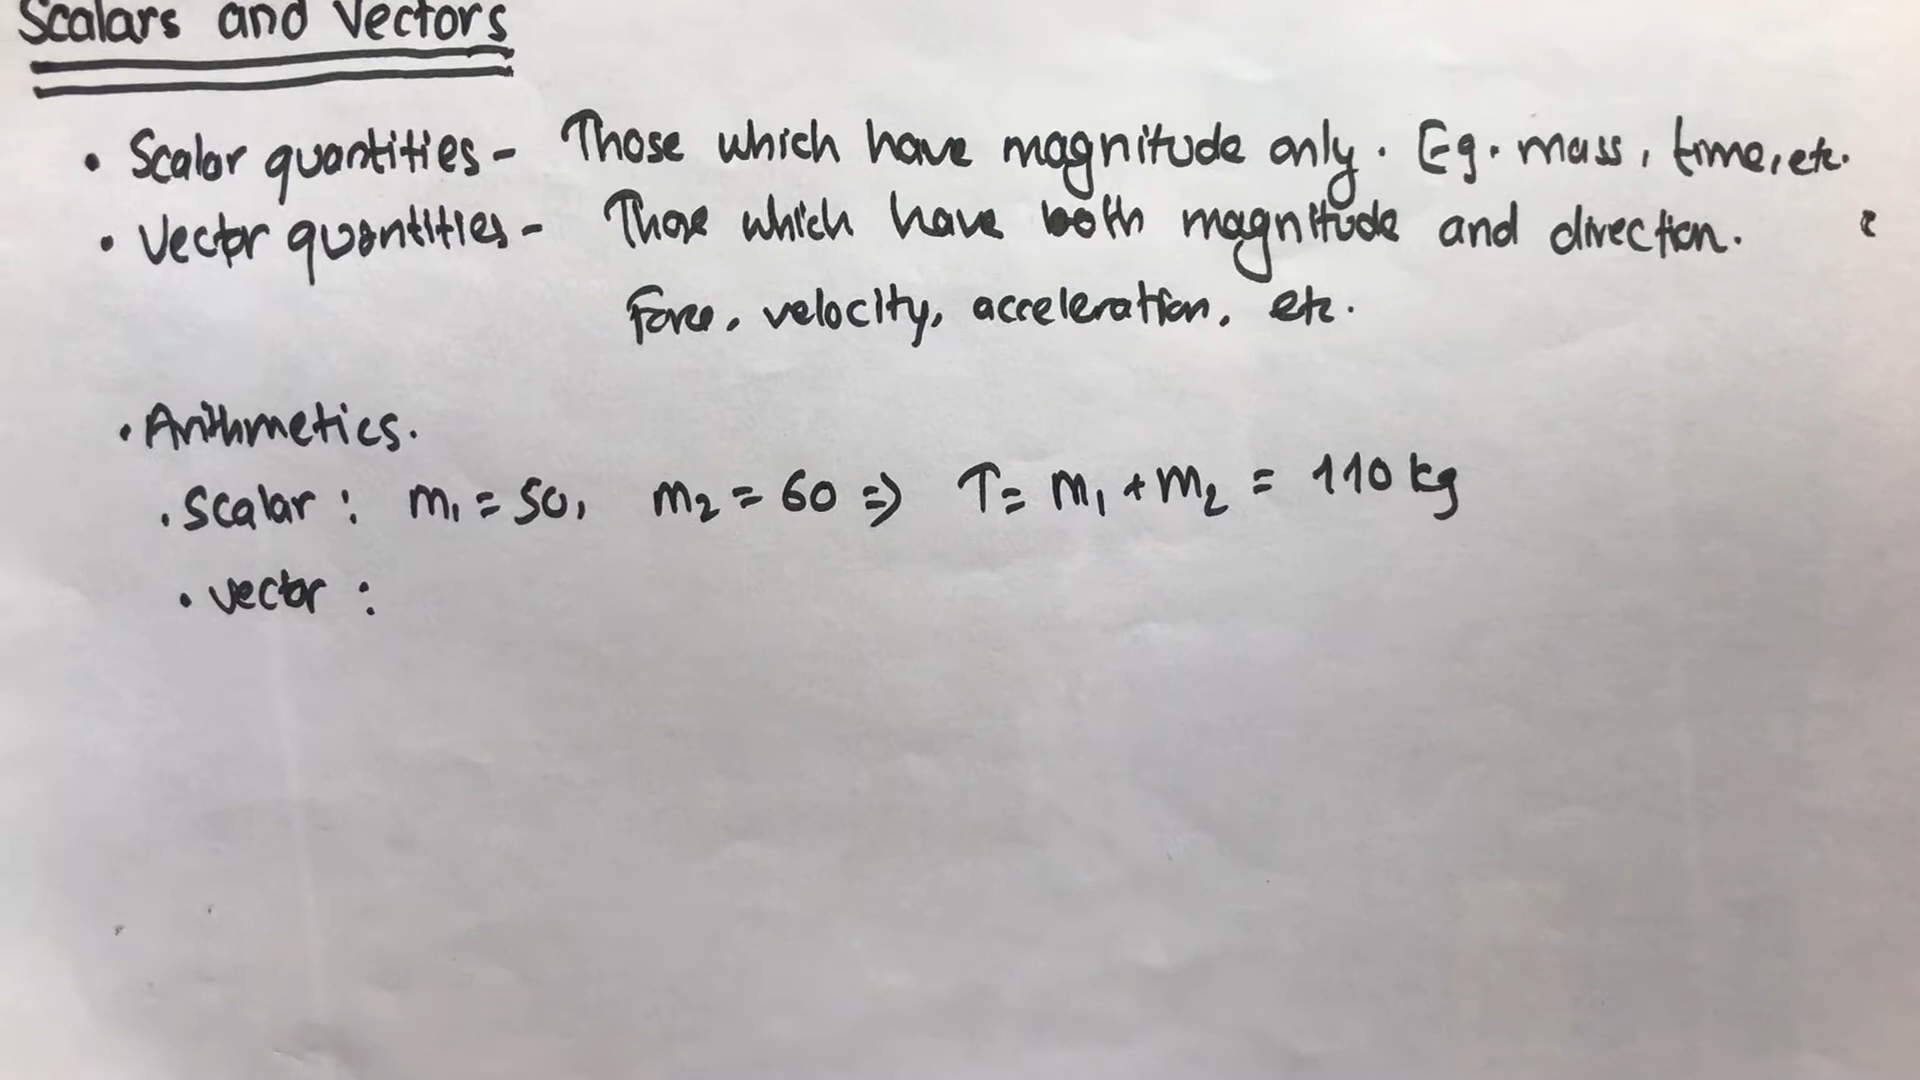 Scalars and Vectors
• Scalar quantities - Those which have magnitude only. Eg. mass, time, etc.
• Vector quantities - Those which have both magnitude and direction.
Force, velocity, acceleration, etc.
• Arithmetics.
• Scalar : m₁ = 50, m₂ = 60 => T = m₁ + m₂ = 110 kg
• vector :